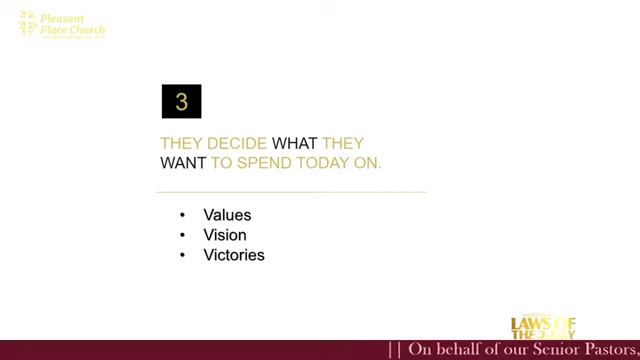 Pleasant
Place Church
3
THEY DECIDE WHAT THEY
WANT TO SPEND TODAY ON.
• Values
• Vision
• Victories
LAWS OF
|| On behalf of our Senior Pastors,